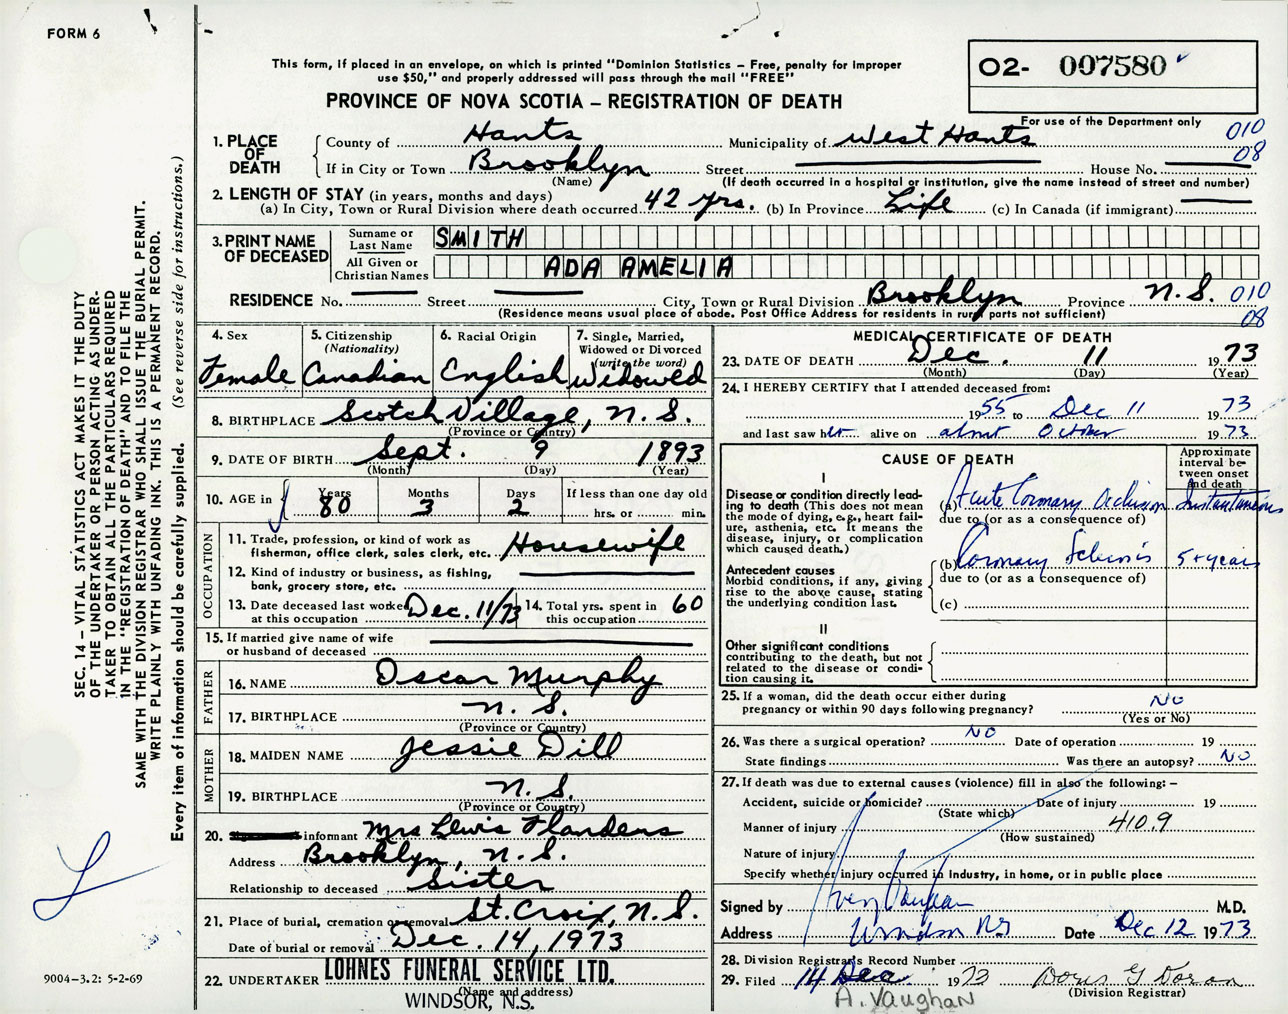 FORM 6
This form, if placed in an envelope, on which is printed "Dominion Statistics – Free, penalty for improper
use $50," and properly addressed will pass through the mail "FREE"
PROVINCE OF NOVA SCOTIA – REGISTRATION OF DEATH
O2- 007580
For use of the Department only
010
08
1. PLACE OF DEATH
County of Hants Municipality of West Hants
If in City or Town Brooklyn Street House No.
(Name) (If death occurred in a hospital or institution, give the name instead of street and number)
2. LENGTH OF STAY (in years, months and days)
(a) In City, Town or Rural Division where death occurred 42 yrs. (b) In Province Life (c) In Canada (if immigrant)
3. PRINT NAME OF DECEASED
Surname or Last Name SMITH
All Given or Christian Names ADA AMELIA
RESIDENCE No. Street City, Town or Rural Division Brooklyn Province N.S. 010
(Residence means usual place of abode. Post Office Address for residents in rural parts not sufficient) 08
4. Sex Female
5. Citizenship (Nationality) Canadian
6. Racial Origin English
7. Single, Married, Widowed or Divorced (write the word) Widowed
8. BIRTHPLACE Scotch Village, N.S.
(Province or Country)
9. DATE OF BIRTH Sept. 9 1893
(Month) (Day) (Year)
10. AGE in Years 80 Months 3 Days 2 If less than one day old
hrs. or min.
OCCUPATION
11. Trade, profession, or kind of work as
fisherman, office clerk, sales clerk, etc. Housewife
12. Kind of industry or business, as fishing,
bank, grocery store, etc.
13. Date deceased last worked at this occupation Dec. 11/73
14. Total yrs. spent in this occupation 60
15. If married give name of wife
or husband of deceased
FATHER
16. NAME Oscar Murphy
17. BIRTHPLACE N.S.
(Province or Country)
MOTHER
18. MAIDEN NAME Jessie Dill
19. BIRTHPLACE N.S.
(Province or Country)
20. informant Mrs Lewis Flanders
Address Brooklyn, N.S.
Relationship to deceased Sister
21. Place of burial, cremation or removal St. Croix, N.S.
Date of burial or removal Dec. 14, 1973
22. UNDERTAKER LOHNES FUNERAL SERVICE LTD.
(Name and address)
WINDSOR, N.S.
MEDICAL CERTIFICATE OF DEATH
23. DATE OF DEATH Dec. 11 1973
(Month) (Day) (Year)
24. I HEREBY CERTIFY that I attended deceased from:
1955 to Dec 11 1973
and last saw her alive on about October 1973
CAUSE OF DEATH
Approximate interval between onset and death
I
Disease or condition directly leading to death (This does not mean
the mode of dying, e.g., heart failure, asthenia, etc. It means the
disease, injury, or complication
which caused death.)
(a) Acute Coronary Occlusion Instantaneous
due to (or as a consequence of)
Antecedent causes
Morbid conditions, if any, giving
rise to the above cause, stating
the underlying condition last.
(b) Coronary Sclerosis 5+ years
due to (or as a consequence of)
(c)
II
Other significant conditions
contributing to the death, but not
related to the disease or condition causing it.
25. If a woman, did the death occur either during
pregnancy or within 90 days following pregnancy? NO
(Yes or No)
26. Was there a surgical operation? NO Date of operation 19
State findings Was there an autopsy? NO
27. If death was due to external causes (violence) fill in also the following: –
Accident, suicide or homicide? Date of injury 19
(State which)
Manner of injury 410.9
(How sustained)
Nature of injury
Specify whether injury occurred in industry, in home, or in public place
Signed by M.D.
Address Windsor NS Date Dec 12 1973
28. Division Registrar's Record Number
29. Filed 14 Dec 1973 Doris G Doran
(Division Registrar)
A. Vaughan
SEC. 14 – VITAL STATISTICS ACT MAKES IT THE DUTY
OF THE UNDERTAKER OR PERSON ACTING AS UNDER-
TAKER TO OBTAIN ALL THE PARTICULARS REQUIRED
IN THE "REGISTRATION OF DEATH" AND TO FILE THE
SAME WITH THE DIVISION REGISTRAR WHO SHALL ISSUE THE BURIAL PERMIT.
WRITE PLAINLY WITH UNFADING INK. THIS IS A PERMANENT RECORD.
Every item of information should be carefully supplied. (See reverse side for instructions.)
9004-3.2: 5-2-69